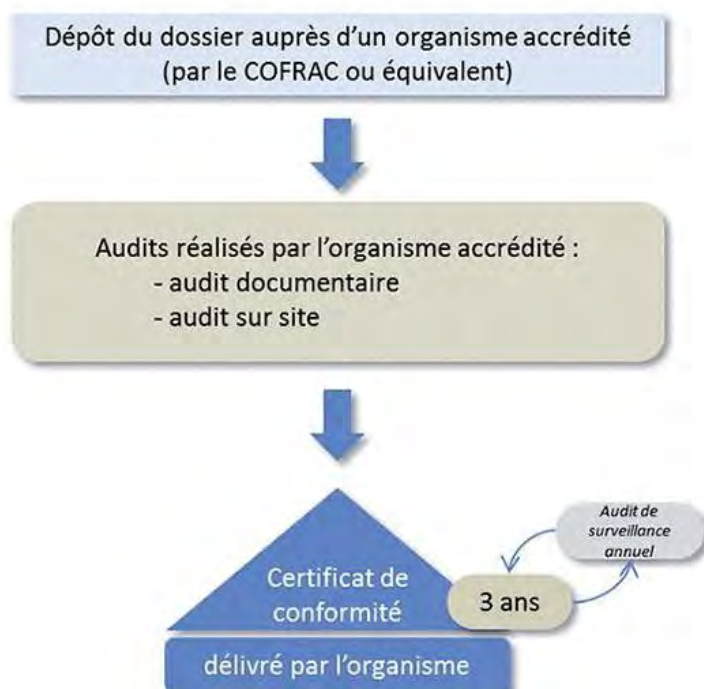 Dépôt du dossier auprès d'un organisme accrédité
(par le COFRAC ou équivalent)
Audits réalisés par l'organisme accrédité :
- audit documentaire
- audit sur site
Certificat de
conformité
délivré par l'organisme
3 ans
Audit de
surveillance
annuel